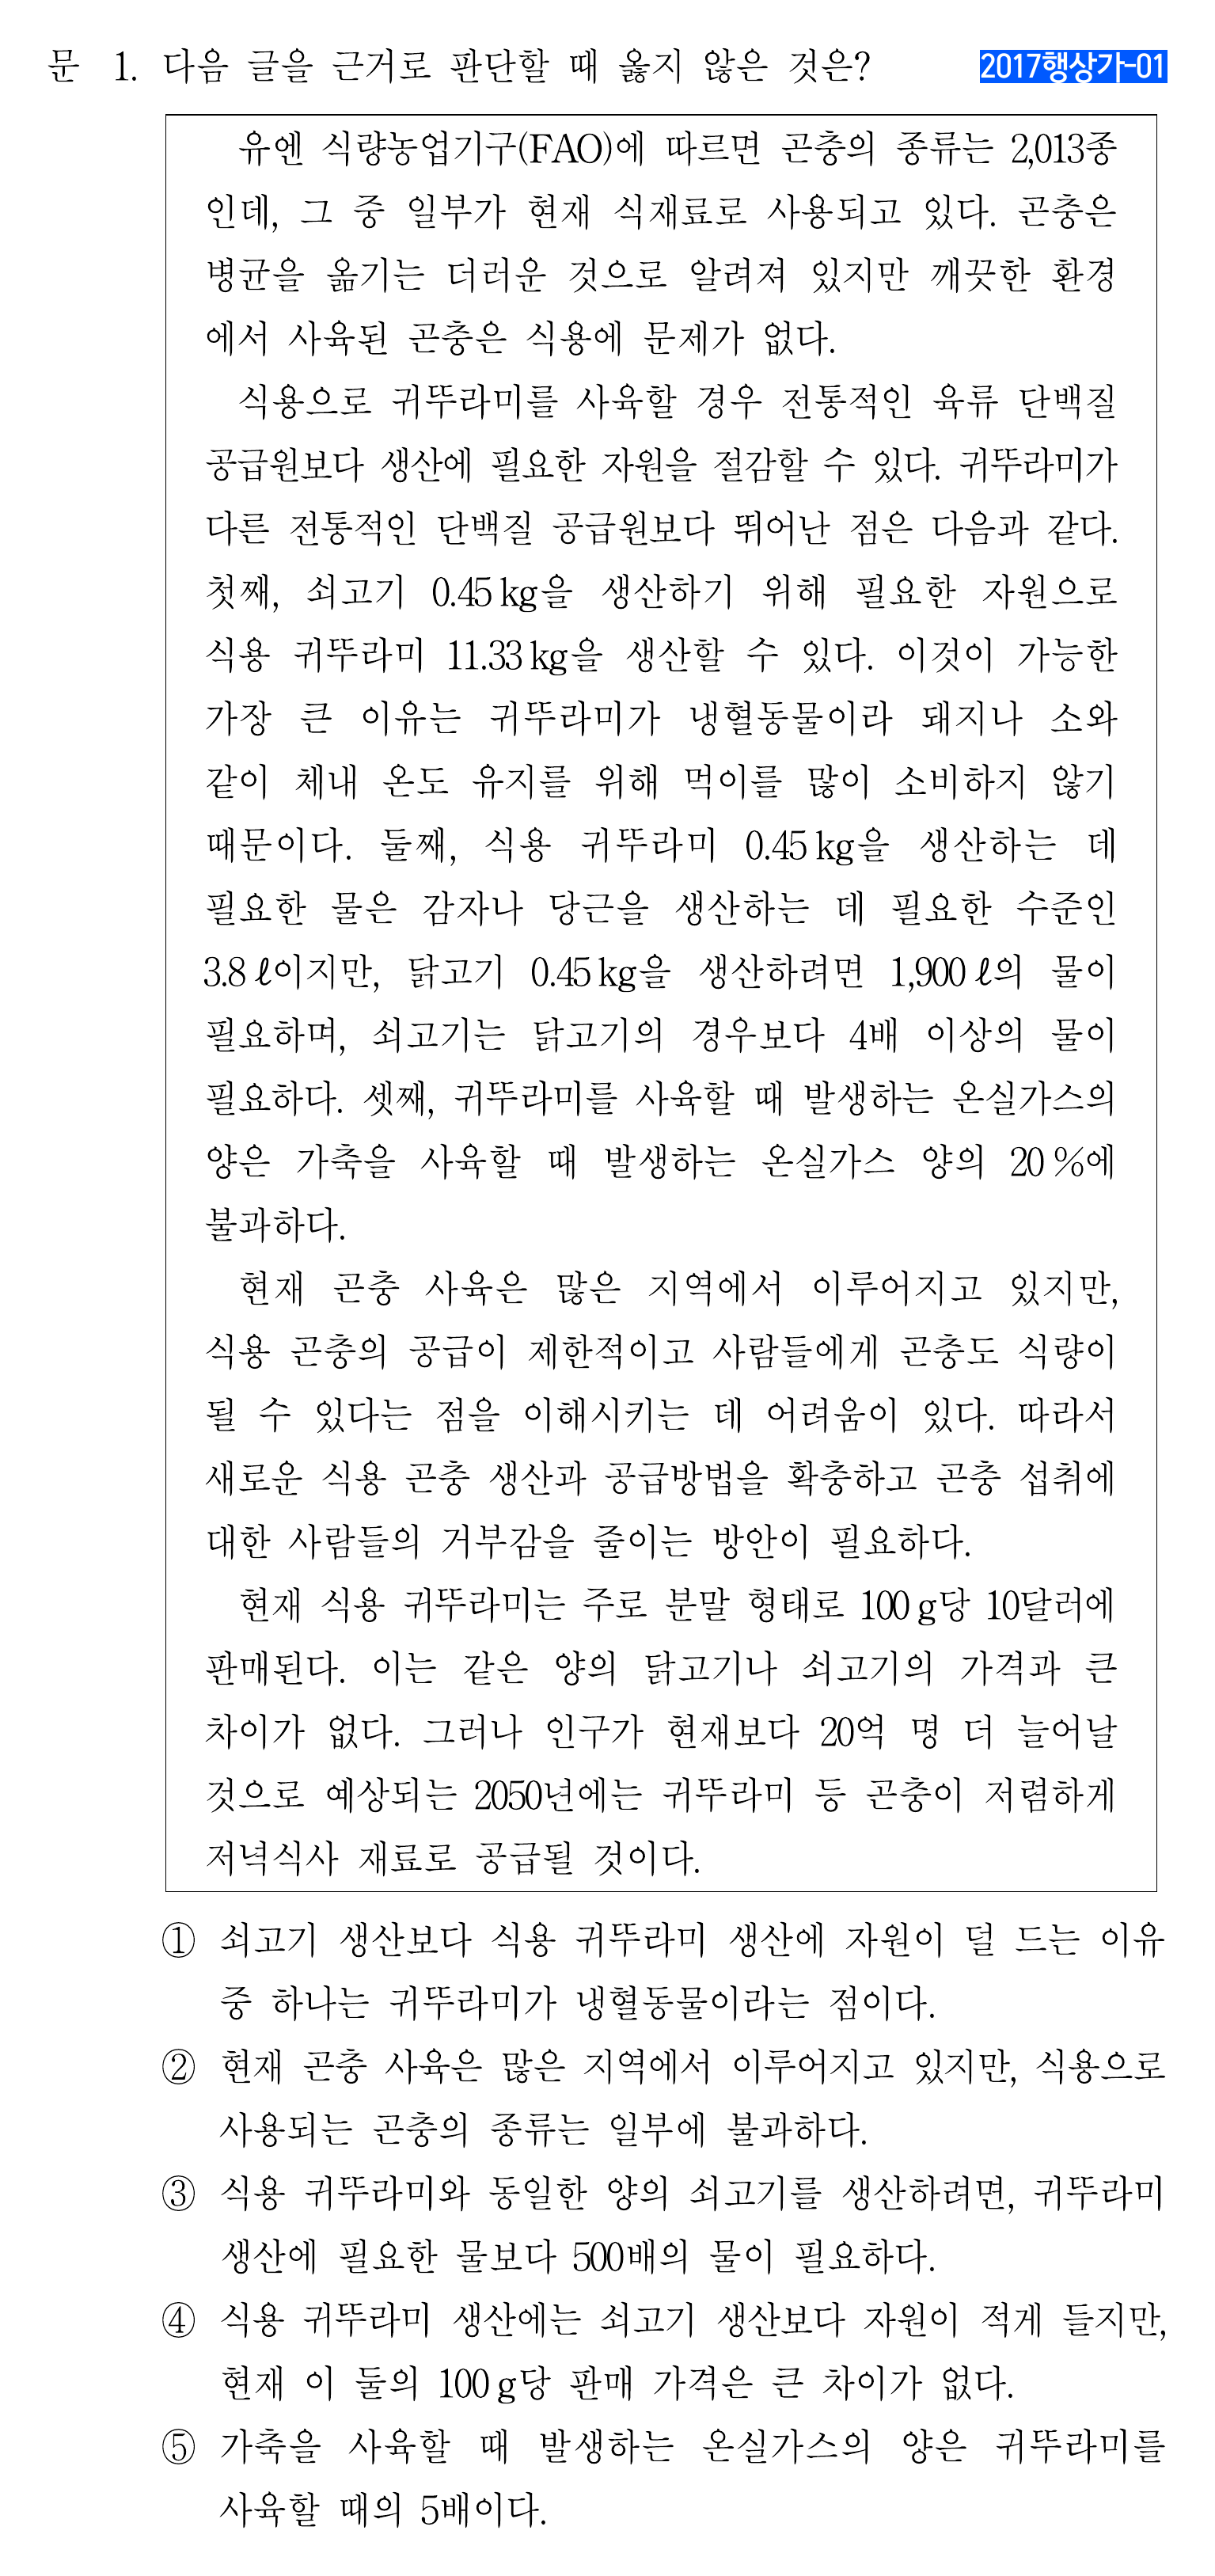 문 1. 다음 글을 근거로 판단할 때 옳지 않은 것은? 2017행상가-01
유엔 식량농업기구(FAO)에 따르면 곤충의 종류는 2,013종
인데, 그 중 일부가 현재 식재료로 사용되고 있다. 곤충은
병균을 옮기는 더러운 것으로 알려져 있지만 깨끗한 환경
에서 사육된 곤충은 식용에 문제가 없다.
식용으로 귀뚜라미를 사육할 경우 전통적인 육류 단백질
공급원보다 생산에 필요한 자원을 절감할 수 있다. 귀뚜라미가
다른 전통적인 단백질 공급원보다 뛰어난 점은 다음과 같다.
첫째, 쇠고기 0.45 kg을 생산하기 위해 필요한 자원으로
식용 귀뚜라미 11.33 kg을 생산할 수 있다. 이것이 가능한
가장 큰 이유는 귀뚜라미가 냉혈동물이라 돼지나 소와
같이 체내 온도 유지를 위해 먹이를 많이 소비하지 않기
때문이다. 둘째, 식용 귀뚜라미 0.45 kg을 생산하는 데
필요한 물은 감자나 당근을 생산하는 데 필요한 수준인
3.8 ℓ이지만, 닭고기 0.45 kg을 생산하려면 1,900 ℓ의 물이
필요하며, 쇠고기는 닭고기의 경우보다 4배 이상의 물이
필요하다. 셋째, 귀뚜라미를 사육할 때 발생하는 온실가스의
양은 가축을 사육할 때 발생하는 온실가스 양의 20 %에
불과하다.
현재 곤충 사육은 많은 지역에서 이루어지고 있지만,
식용 곤충의 공급이 제한적이고 사람들에게 곤충도 식량이
될 수 있다는 점을 이해시키는 데 어려움이 있다. 따라서
새로운 식용 곤충 생산과 공급방법을 확충하고 곤충 섭취에
대한 사람들의 거부감을 줄이는 방안이 필요하다.
현재 식용 귀뚜라미는 주로 분말 형태로 100 g당 10달러에
판매된다. 이는 같은 양의 닭고기나 쇠고기의 가격과 큰
차이가 없다. 그러나 인구가 현재보다 20억 명 더 늘어날
것으로 예상되는 2050년에는 귀뚜라미 등 곤충이 저렴하게
저녁식사 재료로 공급될 것이다.
① 쇠고기 생산보다 식용 귀뚜라미 생산에 자원이 덜 드는 이유
중 하나는 귀뚜라미가 냉혈동물이라는 점이다.
② 현재 곤충 사육은 많은 지역에서 이루어지고 있지만, 식용으로
사용되는 곤충의 종류는 일부에 불과하다.
③ 식용 귀뚜라미와 동일한 양의 쇠고기를 생산하려면, 귀뚜라미
생산에 필요한 물보다 500배의 물이 필요하다.
④ 식용 귀뚜라미 생산에는 쇠고기 생산보다 자원이 적게 들지만,
현재 이 둘의 100 g당 판매 가격은 큰 차이가 없다.
⑤ 가축을 사육할 때 발생하는 온실가스의 양은 귀뚜라미를
사육할 때의 5배이다.